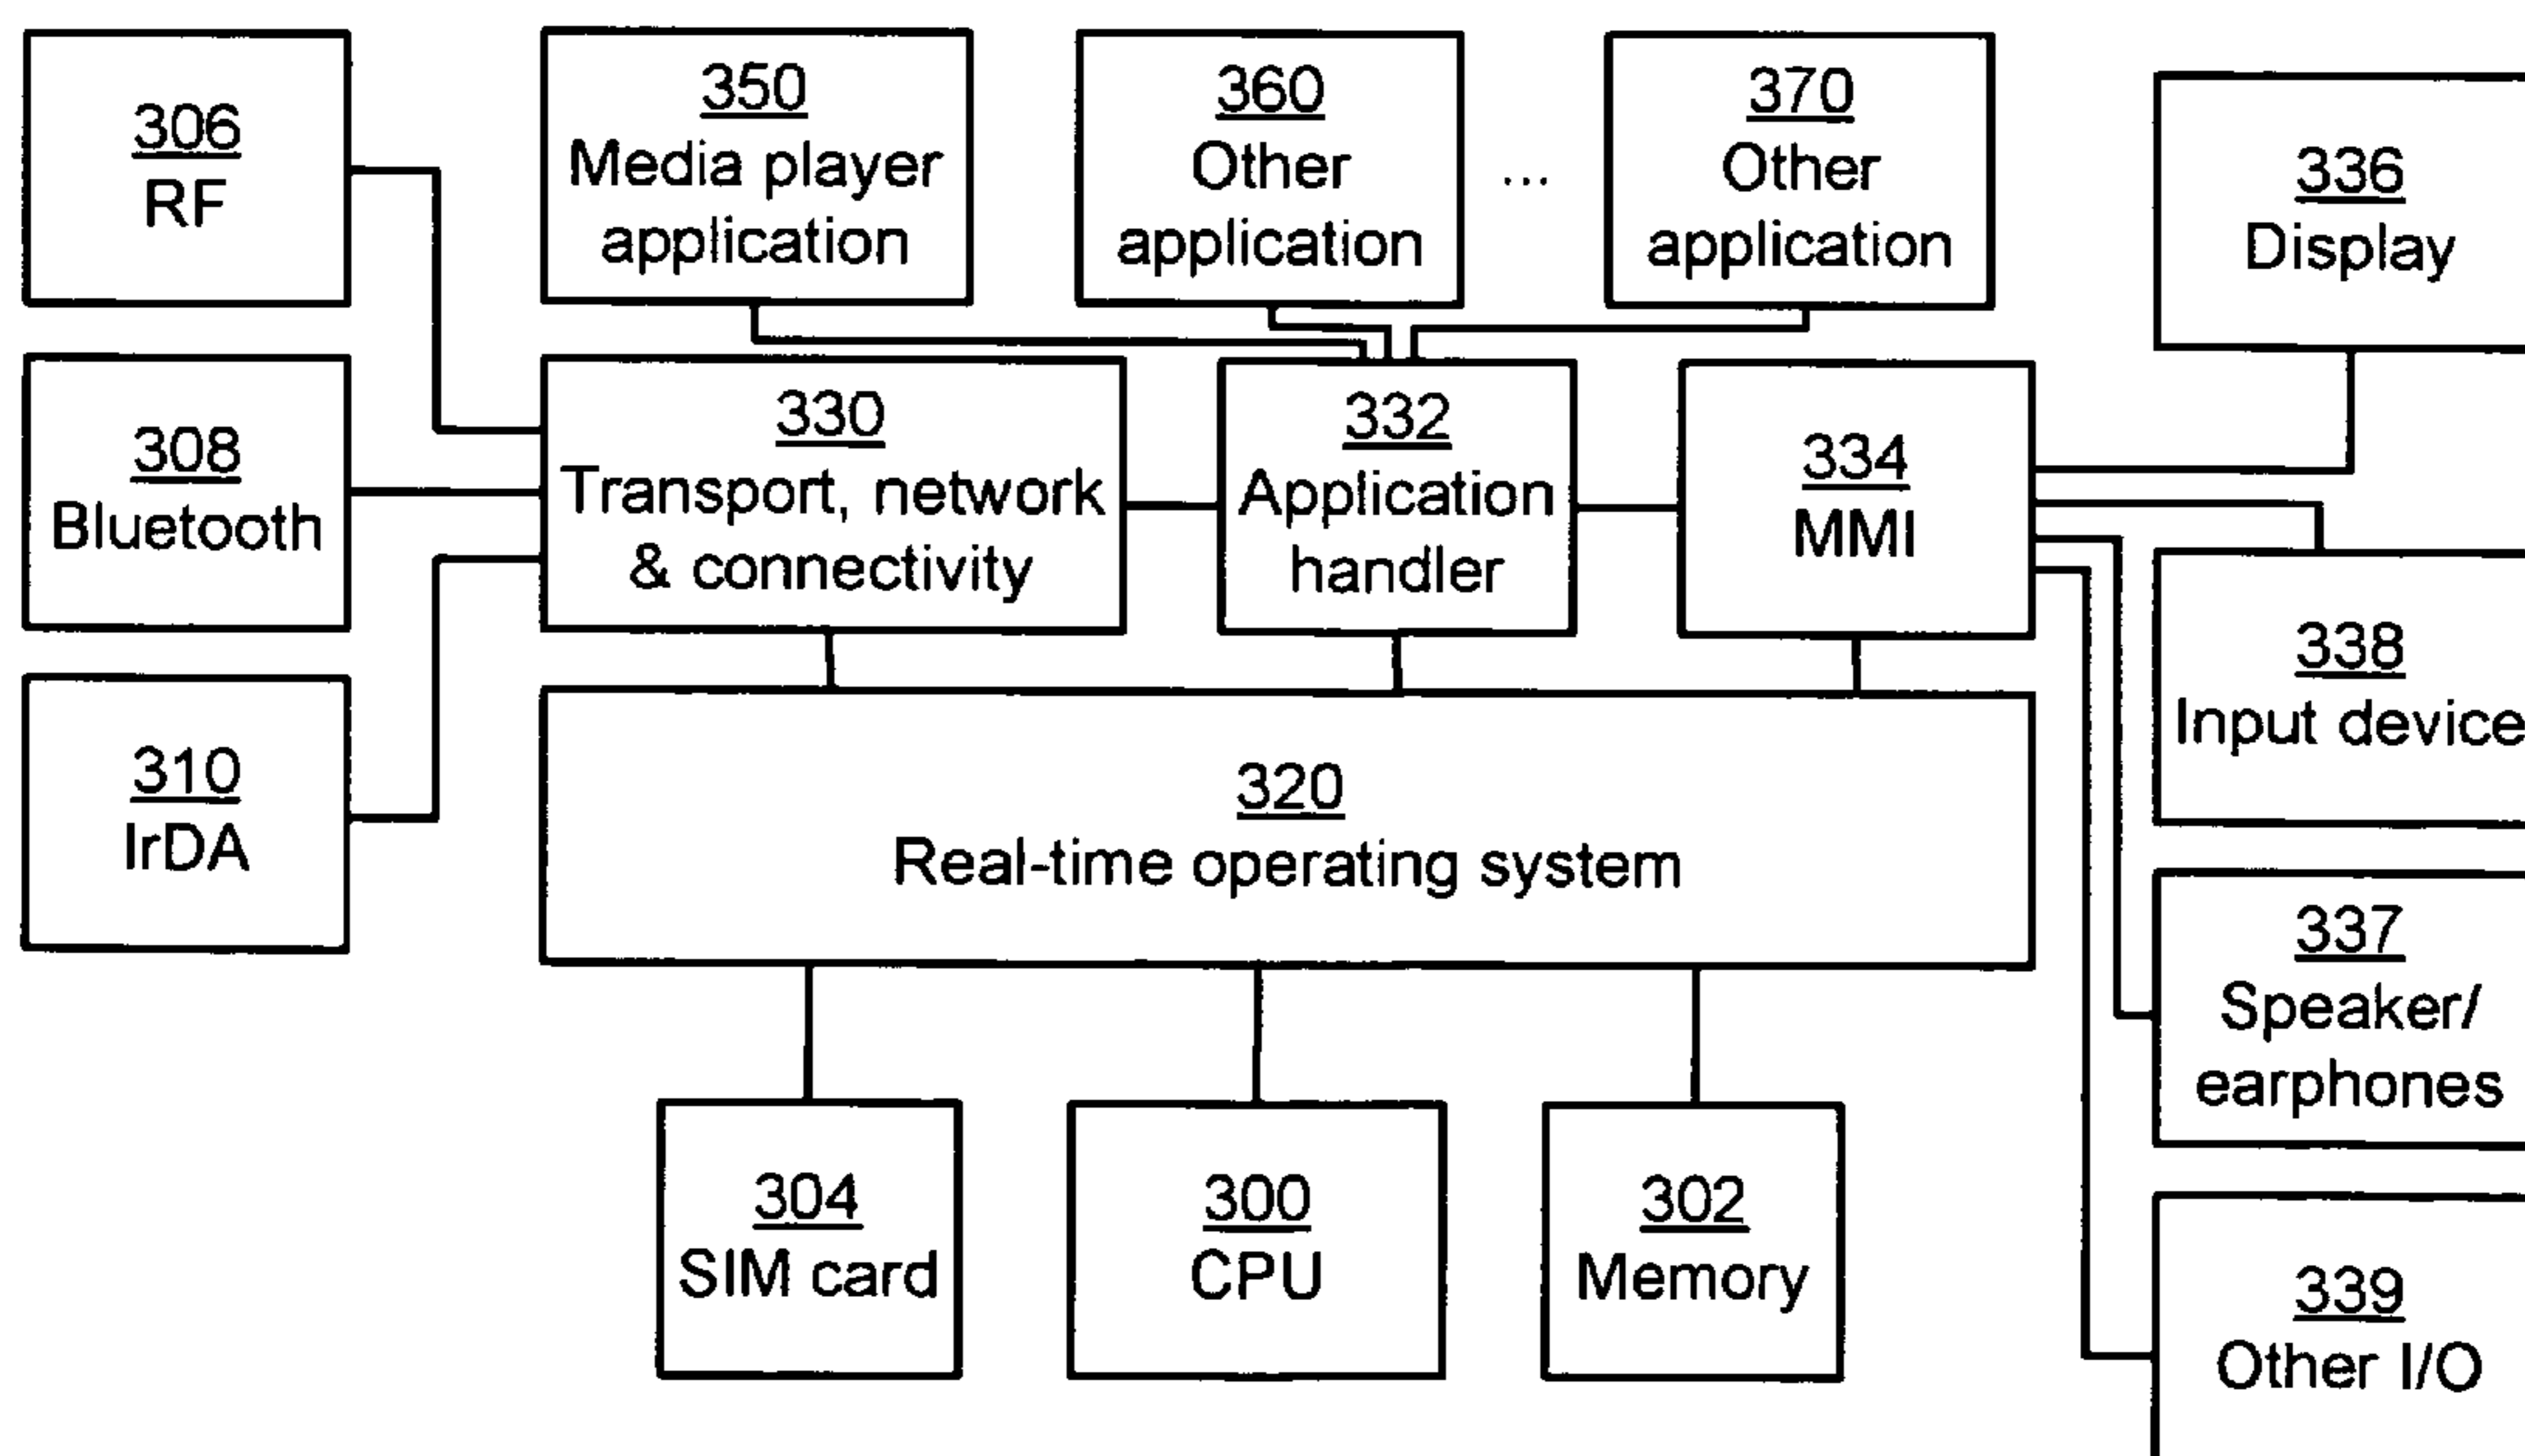 306
RF
350
Media player
application
360
Other
application
...
370
Other
application
336
Display
308
Bluetooth
330
Transport, network
& connectivity
332
Application
handler
334
MMI
338
Input device
310
IrDA
320
Real-time operating system
337
Speaker/
earphones
304
SIM card
300
CPU
302
Memory
339
Other I/O